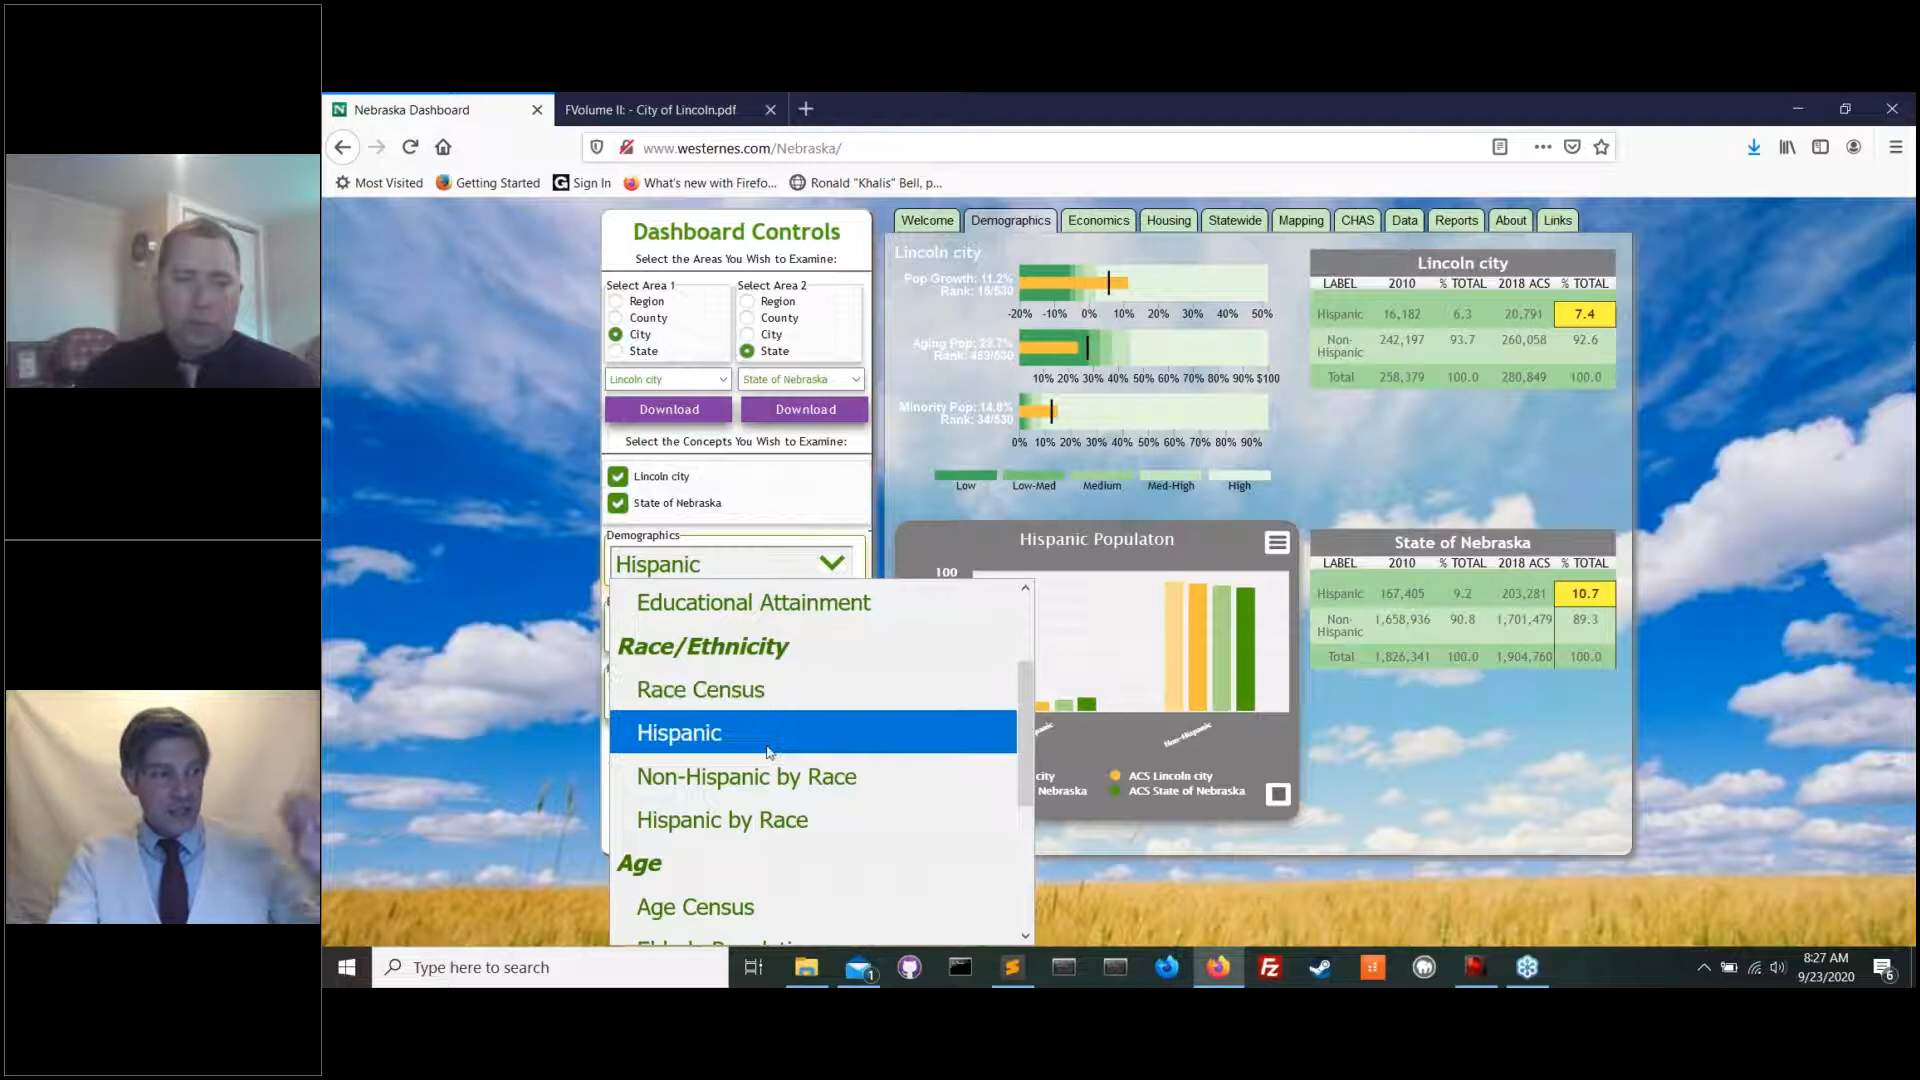 Nebraska Dashboard
FVolume II: - City of Lincoln.pdf
www.westernes.com/Nebraska/
Most Visited
Getting Started
Sign In
What's new with Firefo...
Ronald "Khalis" Bell, p...
Dashboard Controls
Select the Areas You Wish to Examine:
Select Area 1
Region
County
City
State
Select Area 2
Region
County
City
State
Lincoln city
State of Nebraska
Download
Download
Select the Concepts You Wish to Examine:
Lincoln city
State of Nebraska
Demographics
Hispanic
Educational Attainment
Race/Ethnicity
Race Census
Hispanic
Non-Hispanic by Race
Hispanic by Race
Age
Age Census
Welcome Demographics Economics Housing Statewide Mapping CHAS Data Reports About Links
Lincoln city
Pop Growth: 11.2%
Rank: 16/530
-20% -10% 0% 10% 20% 30% 40% 50%
Aging Pop: 23.7%
Rank: 463/530
10% 20% 30% 40% 50% 60% 70% 80% 90% $100
Minority Pop: 14.8%
Rank: 34/530
0% 10% 20% 30% 40% 50% 60% 70% 80% 90%
Low Low-Med Medium Med-High High
Hispanic Populaton
100
Non-Hispanic
city
ACS Lincoln city
Nebraska
ACS State of Nebraska
Lincoln city
LABEL 2010 % TOTAL 2018 ACS % TOTAL
Hispanic 16,182 6.3 20,791 7.4
Non-Hispanic 242,197 93.7 260,058 92.6
Total 258,379 100.0 280,849 100.0
State of Nebraska
LABEL 2010 % TOTAL 2018 ACS % TOTAL
Hispanic 167,405 9.2 203,281 10.7
Non-Hispanic 1,658,936 90.8 1,701,479 89.3
Total 1,826,341 100.0 1,904,760 100.0
Type here to search
1
8:27 AM
9/23/2020
6